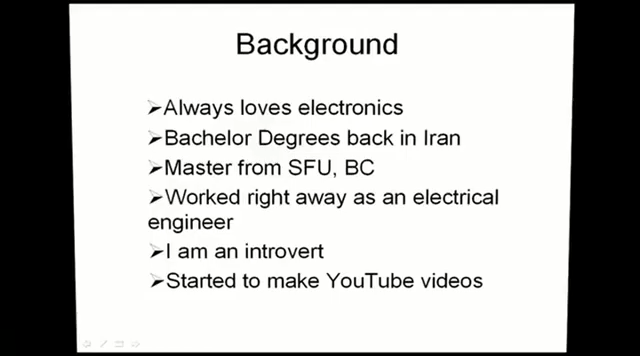 Background
➢Always loves electronics
➢Bachelor Degrees back in Iran
➢Master from SFU, BC
➢Worked right away as an electrical
engineer
➢I am an introvert
➢Started to make YouTube videos